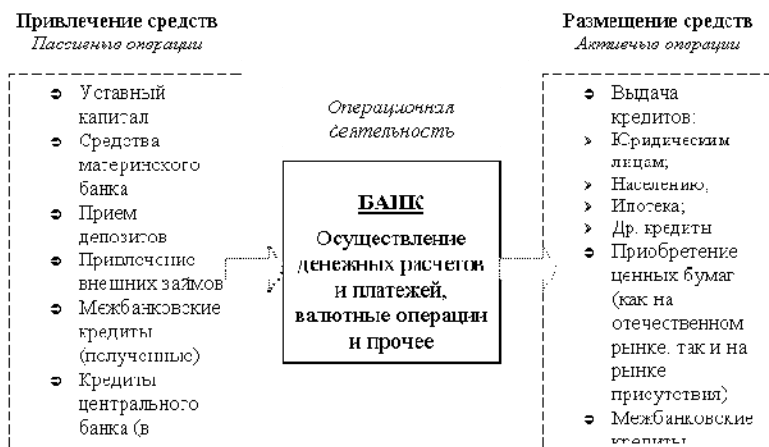 Привлечение средств
Пассивные операции
Уставный
капитал
Средства
материнского
банка
Прием
депозитов
Привлечение
внешних займов
Межбанковские
кредиты
(полученные)
Кредиты
центрального
банка (в
Операционная
деятельность
БАНК
Осуществление
денежных расчетов
и платежей,
валютные операции
и прочее
Размещение средств
Активные операции
Выдача
кредитов:
Юридическим
лицам;
Населению,
Ипотека;
Др. кредиты
Приобретение
ценных бумаг
(как на
отечественном
рынке, так и на
рынке
присутствия)
Межбанковские
кредиты